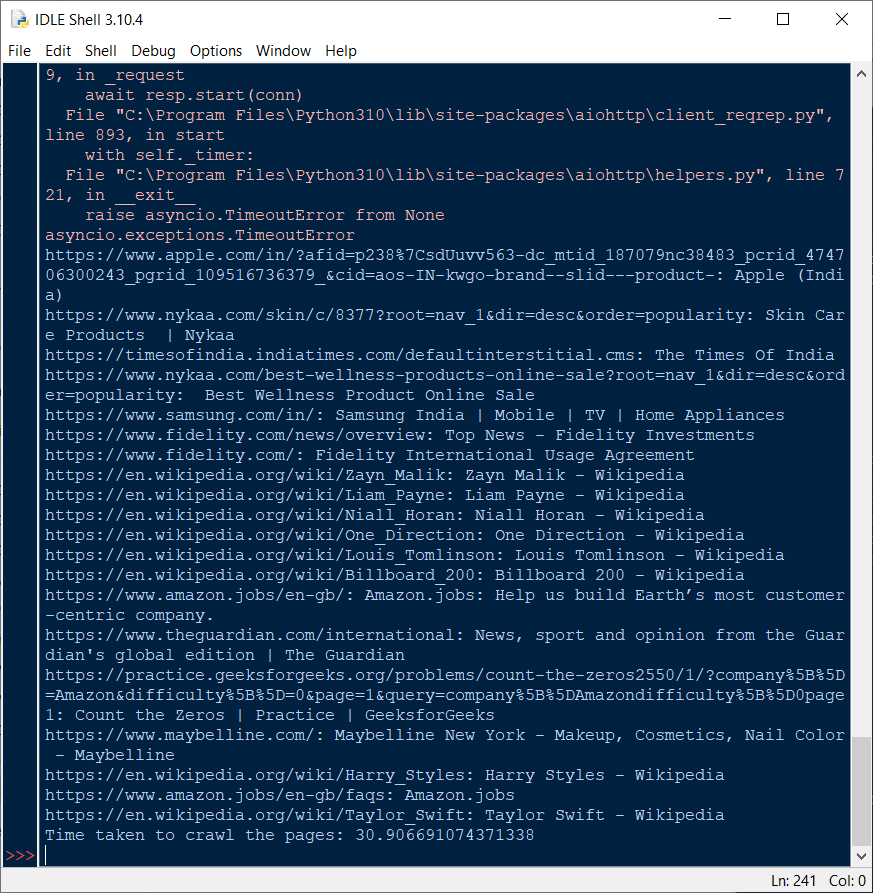 IDLE Shell 3.10.4
File Edit Shell Debug Options Window Help
9, in _request
    await resp.start(conn)
  File "C:\Program Files\Python310\lib\site-packages\aiohttp\client_reqrep.py",
line 893, in start
    with self._timer:
  File "C:\Program Files\Python310\lib\site-packages\aiohttp\helpers.py", line 7
21, in __exit__
    raise asyncio.TimeoutError from None
asyncio.exceptions.TimeoutError
https://www.apple.com/in/?afid=p238%7CsdUuvv563-dc_mtid_187079nc38483_pcrid_4747
06300243_pgrid_109516736379_&cid=aos-IN-kwgo-brand--slid---product-: Apple (Indi
a)
https://www.nykaa.com/skin/c/8377?root=nav_1&dir=desc&order=popularity: Skin Car
e Products  | Nykaa
https://timesofindia.indiatimes.com/defaultinterstitial.cms: The Times Of India
https://www.nykaa.com/best-wellness-products-online-sale?root=nav_1&dir=desc&ord
er=popularity:  Best Wellness Product Online Sale
https://www.samsung.com/in/: Samsung India | Mobile | TV | Home Appliances
https://www.fidelity.com/news/overview: Top News – Fidelity Investments
https://www.fidelity.com/: Fidelity International Usage Agreement
https://en.wikipedia.org/wiki/Zayn_Malik: Zayn Malik - Wikipedia
https://en.wikipedia.org/wiki/Liam_Payne: Liam Payne - Wikipedia
https://en.wikipedia.org/wiki/Niall_Horan: Niall Horan - Wikipedia
https://en.wikipedia.org/wiki/One_Direction: One Direction - Wikipedia
https://en.wikipedia.org/wiki/Louis_Tomlinson: Louis Tomlinson - Wikipedia
https://en.wikipedia.org/wiki/Billboard_200: Billboard 200 - Wikipedia
https://www.amazon.jobs/en-gb/: Amazon.jobs: Help us build Earth’s most customer
-centric company.
https://www.theguardian.com/international: News, sport and opinion from the Guar
dian's global edition | The Guardian
https://practice.geeksforgeeks.org/problems/count-the-zeros2550/1/?company%5B%5D
=Amazon&difficulty%5B%5D=0&page=1&query=company%5B%5DAmazondifficulty%5B%5D0page
1: Count the Zeros | Practice | GeeksforGeeks
https://www.maybelline.com/: Maybelline New York - Makeup, Cosmetics, Nail Color
 - Maybelline
https://en.wikipedia.org/wiki/Harry_Styles: Harry Styles - Wikipedia
https://www.amazon.jobs/en-gb/faqs: Amazon.jobs
https://en.wikipedia.org/wiki/Taylor_Swift: Taylor Swift - Wikipedia
Time taken to crawl the pages: 30.906691074371338
>>>
Ln: 241 Col: 0